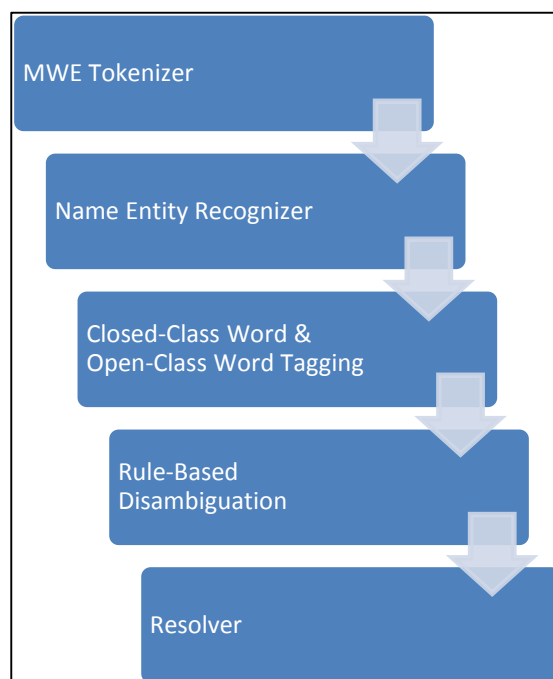 MWE Tokenizer
Name Entity Recognizer
Closed-Class Word &
Open-Class Word Tagging
Rule-Based
Disambiguation
Resolver